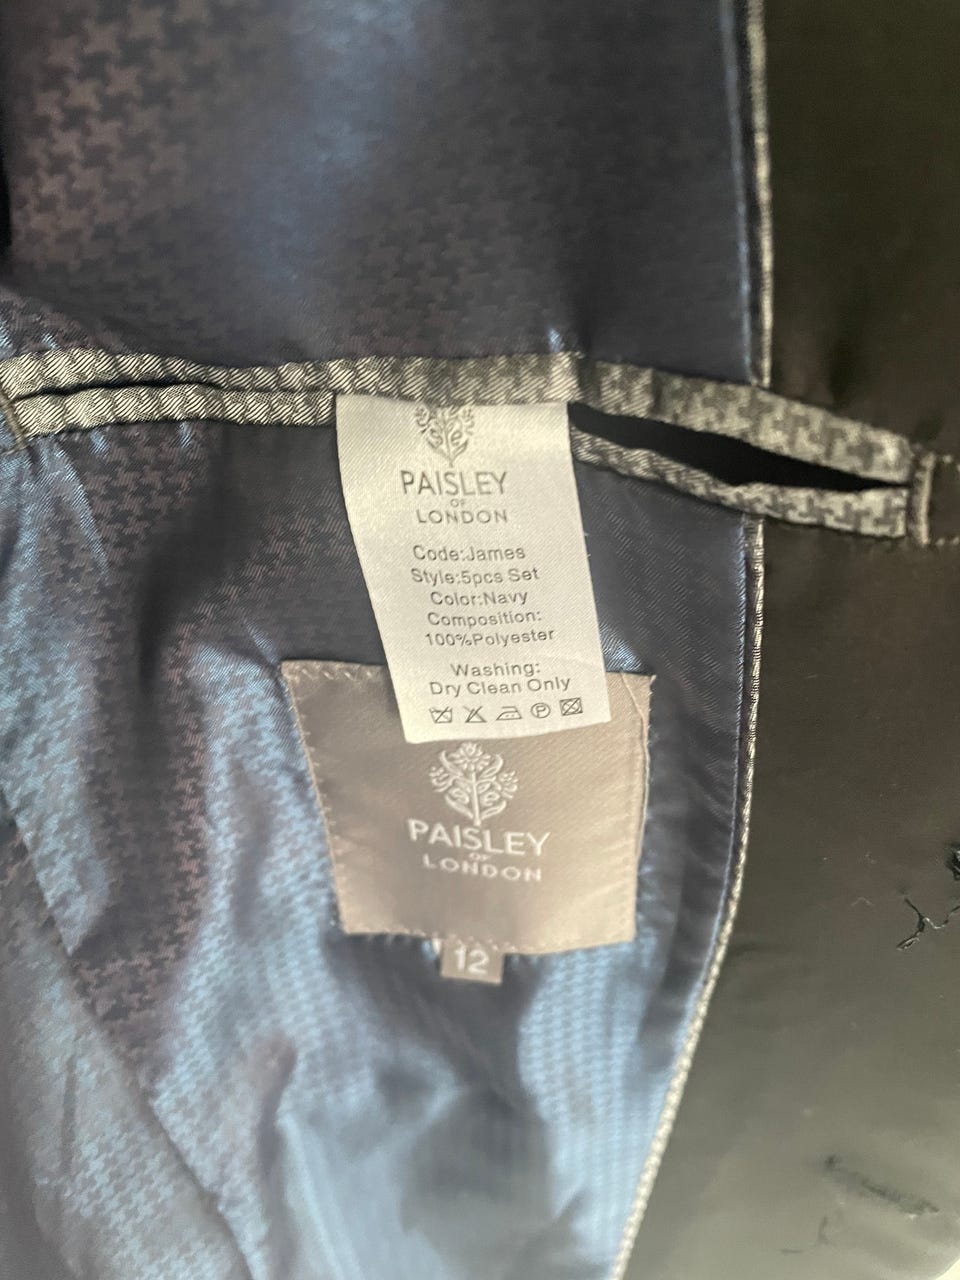 PAISLEY
OF
LONDON
Code:James
Style:5pcs Set
Color:Navy
Composition:
100%Polyester
Washing:
Dry Clean Only
P
PAISLEY
OF
LONDON
12